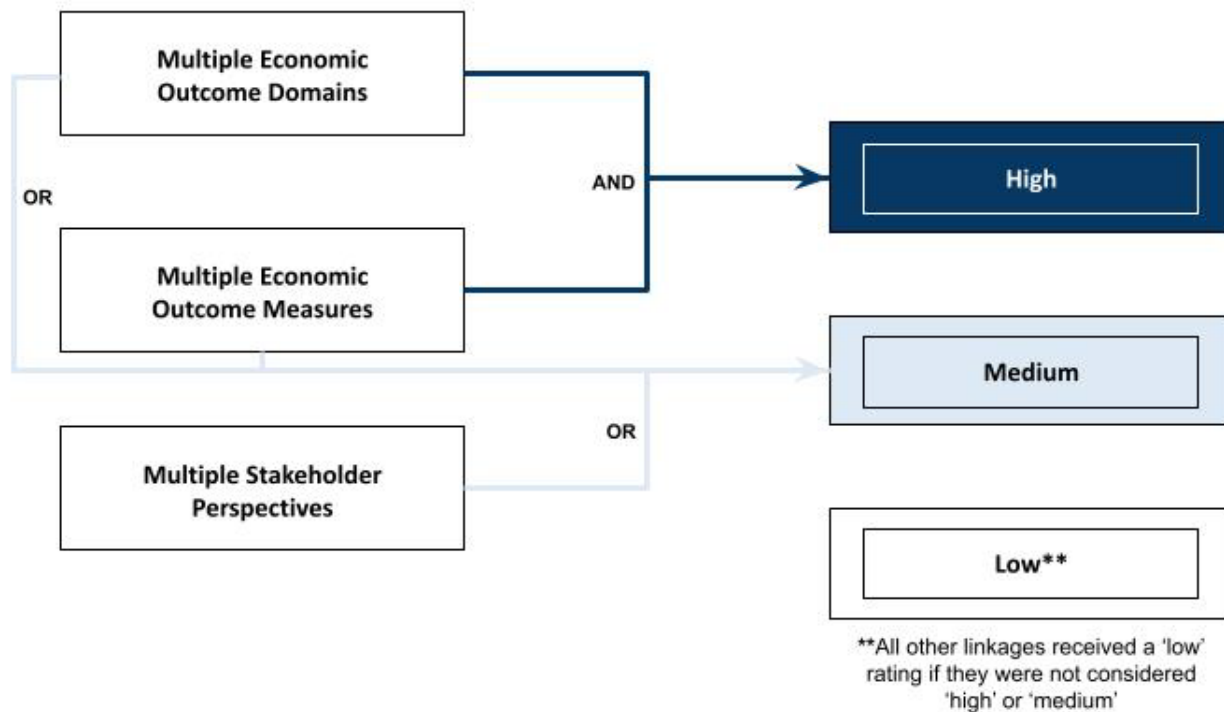 Multiple Economic
Outcome Domains
OR
AND
High
Multiple Economic
Outcome Measures
Medium
OR
Multiple Stakeholder
Perspectives
Low**
**All other linkages received a ‘low’
rating if they were not considered
‘high’ or ‘medium’